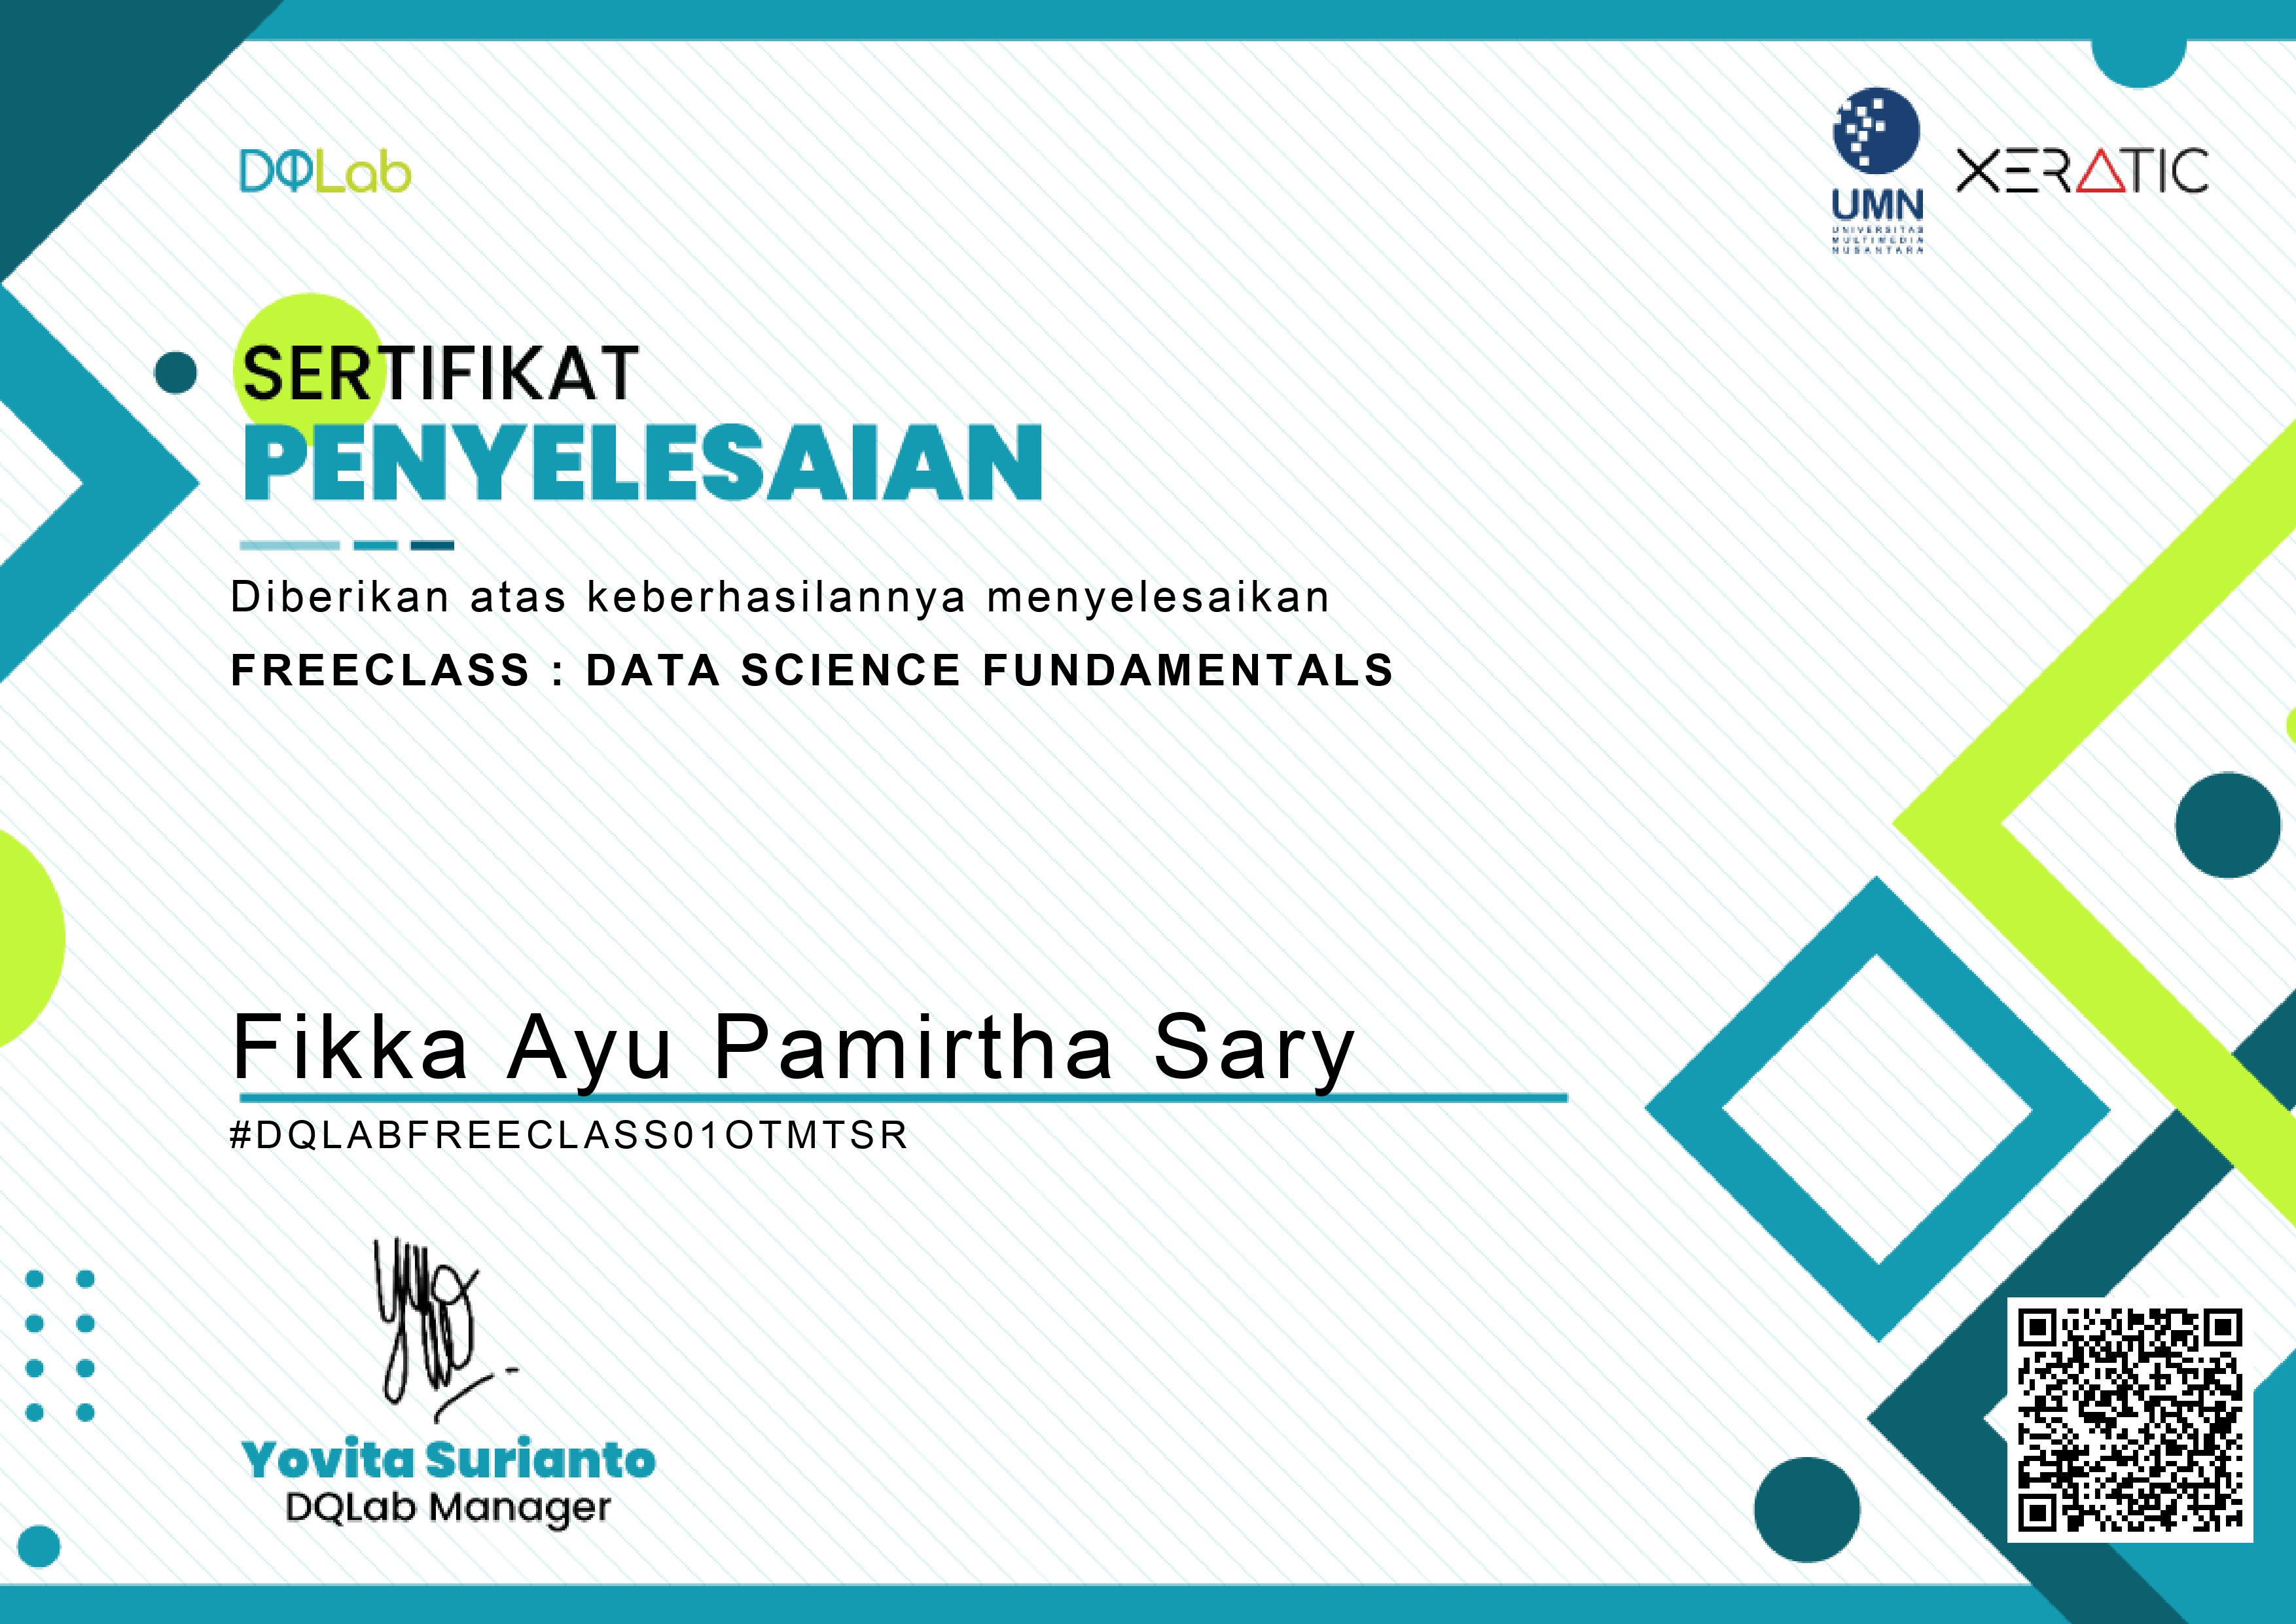 DQLab
UMN
UNIVERSITAS
MULTIMEDIA
NUSANTARA
XERATIC
SERTIFIKAT
PENYELESAIAN
Diberikan atas keberhasilannya menyelesaikan
FREECLASS : DATA SCIENCE FUNDAMENTALS
Fikka Ayu Pamirtha Sary
#DQLABFREECLASS01OTMTSR
Yovita Surianto
DQLab Manager